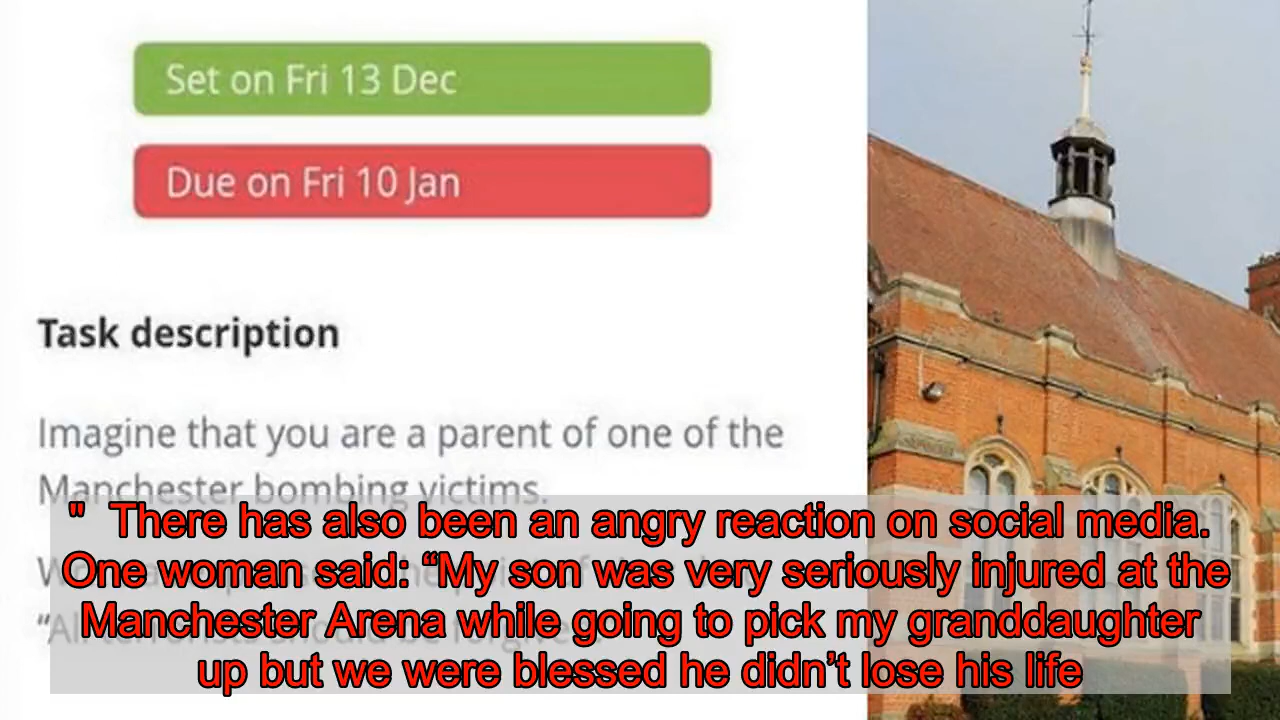 Set on Fri 13 Dec
Due on Fri 10 Jan
Task description
Imagine that you are a parent of one of the
Manchester bombing victims.
" There has also been an angry reaction on social media.
One woman said: “My son was very seriously injured at the
Manchester Arena while going to pick my granddaughter
up but we were blessed he didn’t lose his life